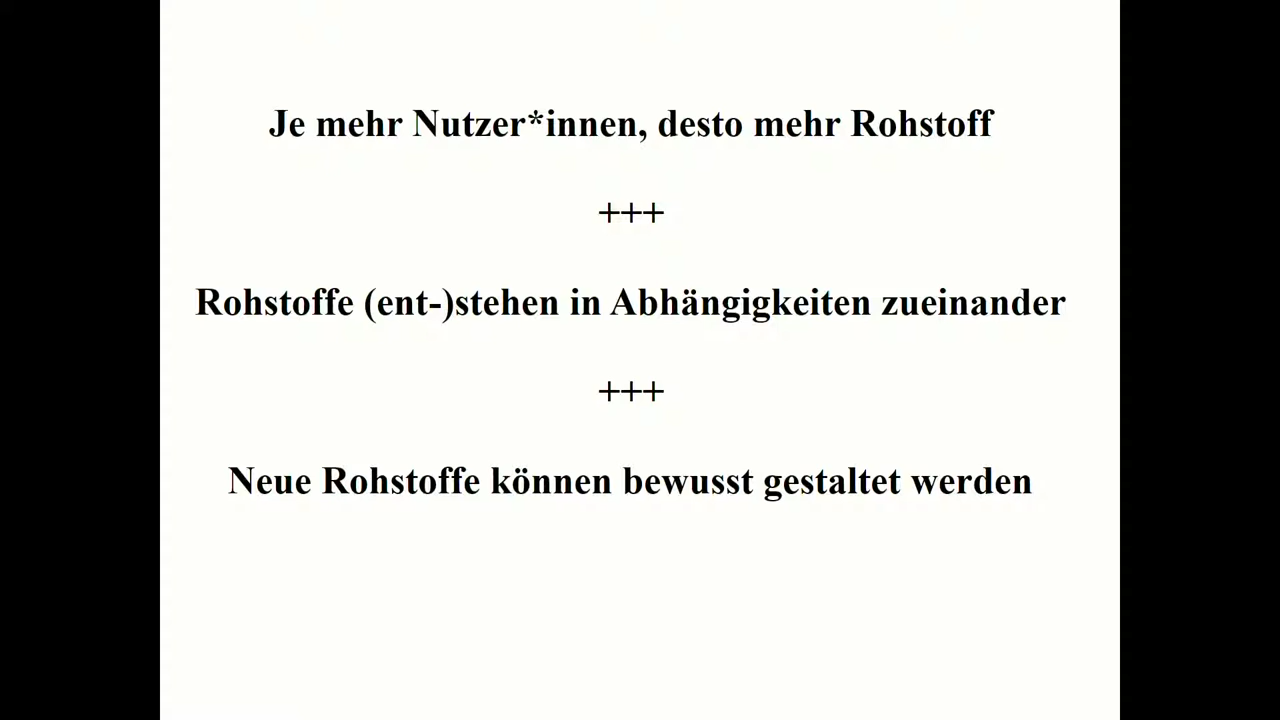 Je mehr Nutzer*innen, desto mehr Rohstoff
+++
Rohstoffe (ent-)stehen in Abhängigkeiten zueinander
+++
Neue Rohstoffe können bewusst gestaltet werden